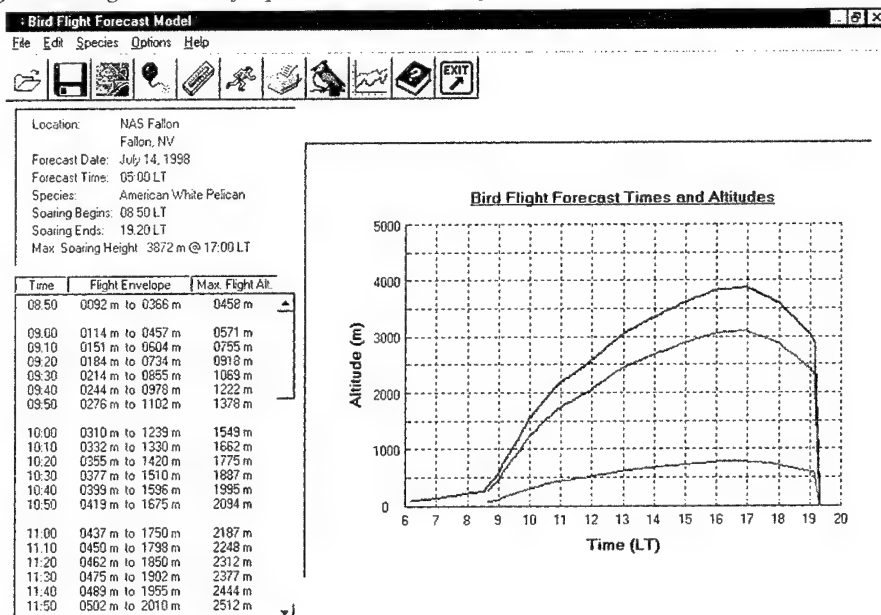 Bird Flight Forecast Model
File Edit Species Options Help
EXIT
Location: NAS Fallon
Fallon, NV
Forecast Date: July 14, 1998
Forecast Time: 05:00 LT
Species: American White Pelican
Soaring Begins: 08:50 LT
Soaring Ends: 19:20 LT
Max Soaring Height 3872 m @ 17:00 LT
Time Flight Envelope Max. Flight Alt.
08:50 0092 m to 0366 m 0458 m
09:00 0114 m to 0457 m 0571 m
09:10 0151 m to 0604 m 0755 m
09:20 0184 m to 0734 m 0918 m
09:30 0214 m to 0855 m 1069 m
09:40 0244 m to 0978 m 1222 m
09:50 0276 m to 1102 m 1378 m
10:00 0310 m to 1239 m 1549 m
10:10 0332 m to 1330 m 1662 m
10:20 0355 m to 1420 m 1775 m
10:30 0377 m to 1510 m 1887 m
10:40 0399 m to 1596 m 1995 m
10:50 0419 m to 1675 m 2094 m
11:00 0437 m to 1750 m 2187 m
11:10 0450 m to 1798 m 2248 m
11:20 0462 m to 1850 m 2312 m
11:30 0475 m to 1902 m 2377 m
11:40 0489 m to 1955 m 2444 m
11:50 0502 m to 2010 m 2512 m
Bird Flight Forecast Times and Altitudes
5000
4000
3000
2000
1000
0
Altitude (m)
6 7 8 9 10 11 12 13 14 15 16 17 18 19 20
Time (LT)